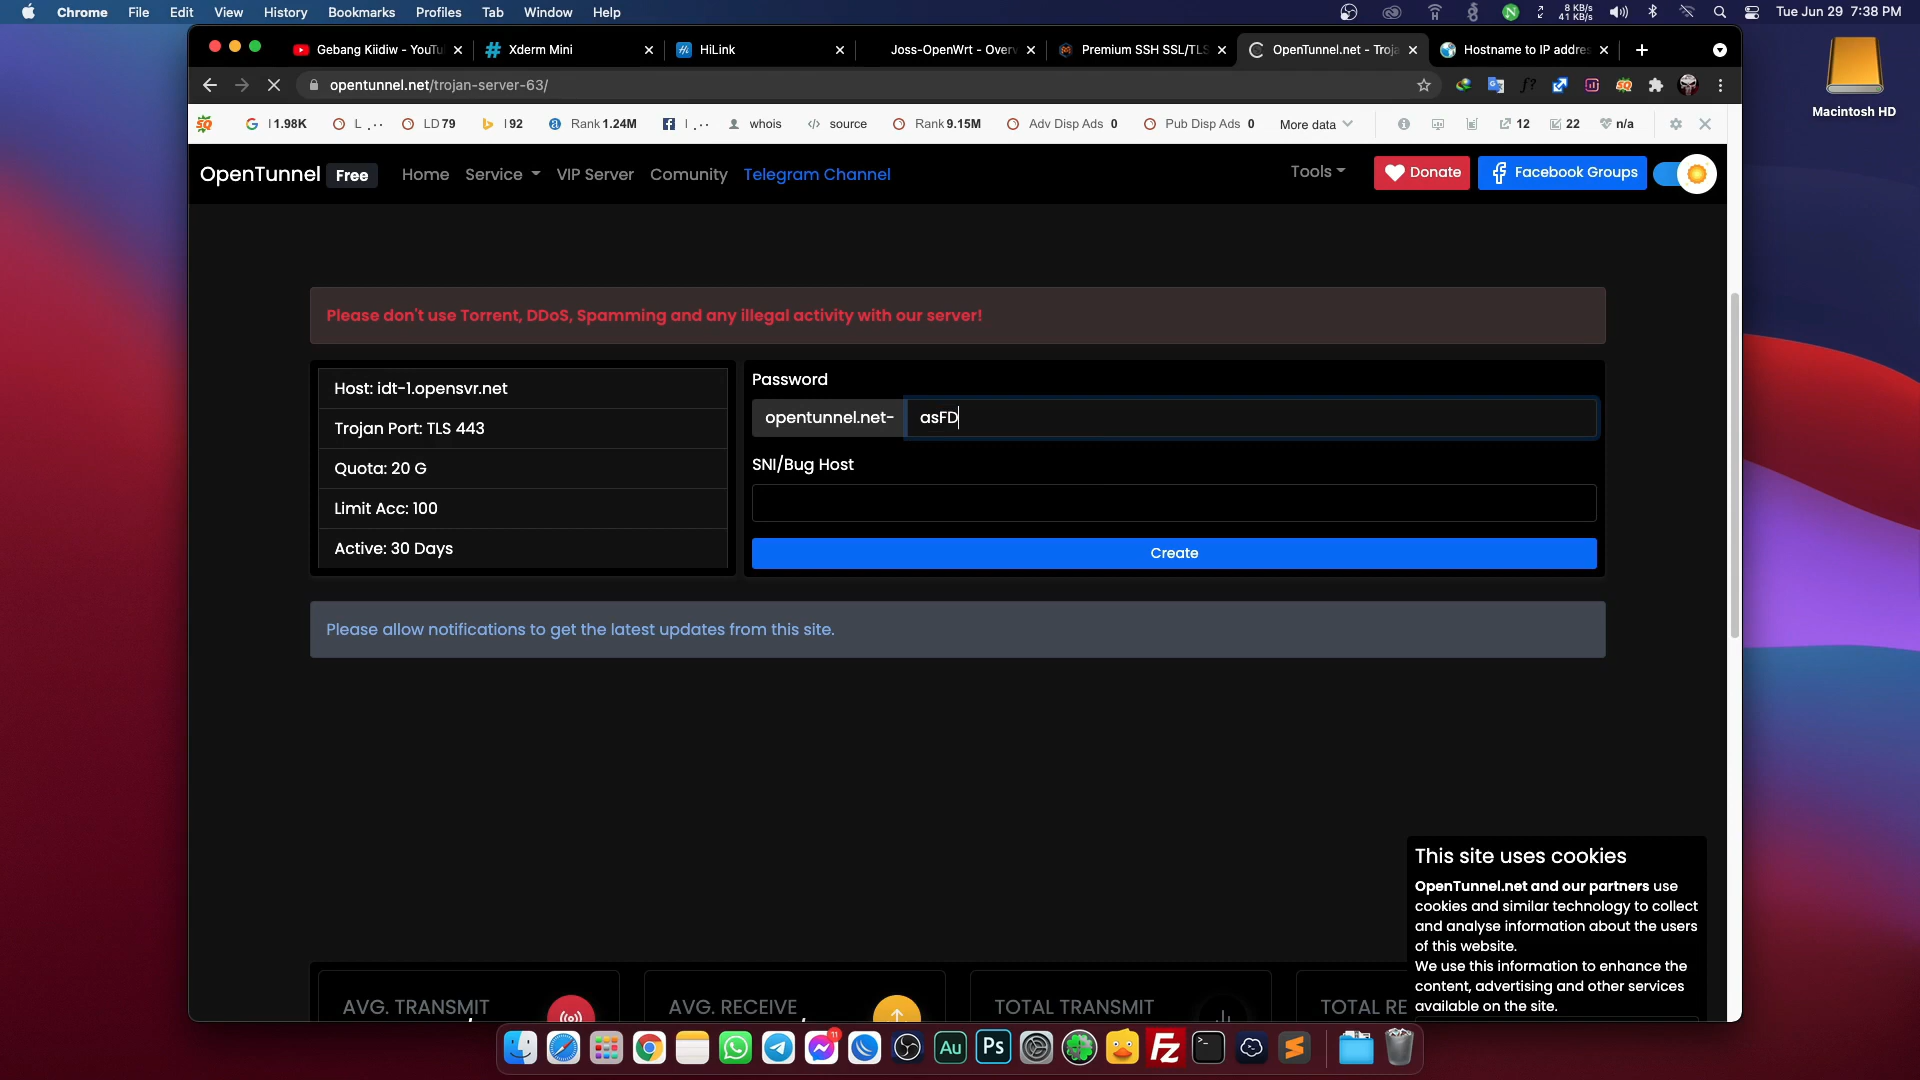 Chrome File Edit View History Bookmarks Profiles Tab Window Help
8 KB/s
41 KB/s
Tue Jun 29 7:38 PM
Gebang Kiidiw - YouTu
Xderm Mini
HiLink
Joss-OpenWrt - Overv
Premium SSH SSL/TLS
OpenTunnel.net - Troja
Hostname to IP addres
opentunnel.net/trojan-server-63/
I 1.98K
L ...
LD 79
I 92
Rank 1.24M
I ...
whois
source
Rank 9.15M
Adv Disp Ads 0
Pub Disp Ads 0
More data
12
22
n/a
Macintosh HD
OpenTunnel Free
Home Service VIP Server Comunity Telegram Channel
Tools
Donate
Facebook Groups
Please don't use Torrent, DDoS, Spamming and any illegal activity with our server!
Host: idt-1.opensvr.net
Trojan Port: TLS 443
Quota: 20 G
Limit Acc: 100
Active: 30 Days
Password
opentunnel.net- asFD
SNI/Bug Host
Create
Please allow notifications to get the latest updates from this site.
This site uses cookies
OpenTunnel.net and our partners use
cookies and similar technology to collect
and analyse information about the users
of this website.
We use this information to enhance the
content, advertising and other services
available on the site.
AVG. TRANSMIT
AVG. RECEIVE
TOTAL TRANSMIT
TOTAL RE
11
Au
Ps
Fz